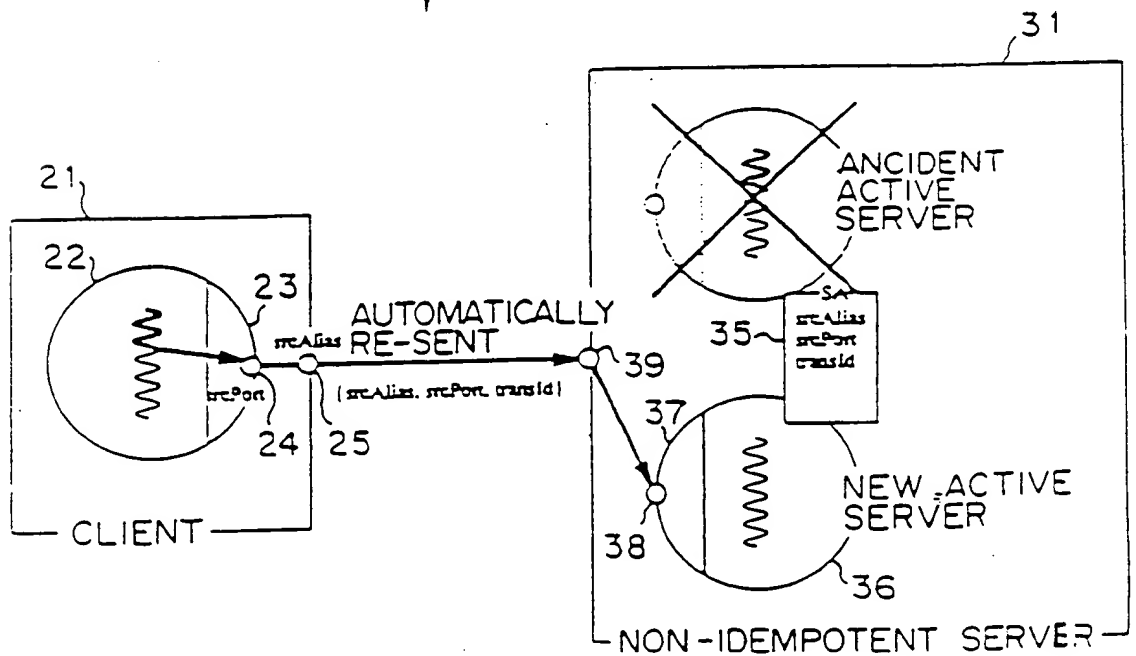 31
ANCIDENT
ACTIVE
SERVER
21
22
23
SA
srcAlias
srcPort
transid
35
AUTOMATICALLY
RE-SENT
srcAlias
39
srcPort
{srcAlias, srcPort, transid}
24
25
37
38
NEW ACTIVE
SERVER
36
CLIENT
NON-IDEMPOTENT SERVER